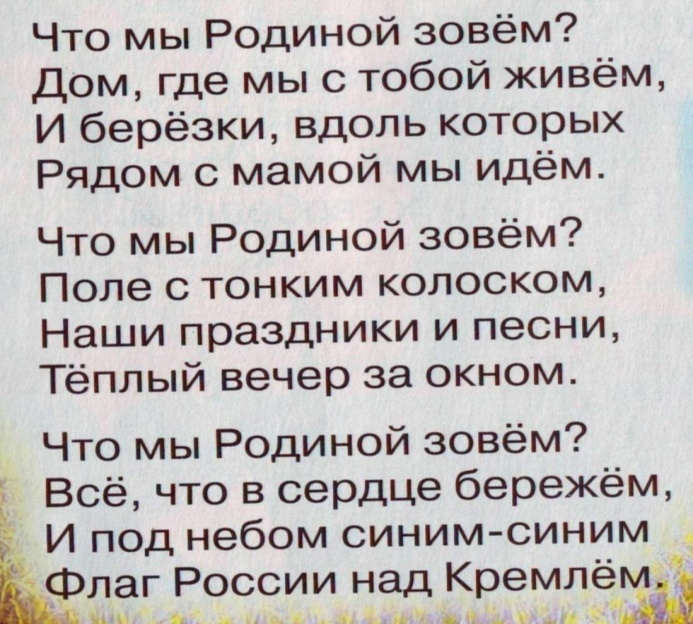 Что мы Родиной зовём?
Дом, где мы с тобой живём,
И берёзки, вдоль которых
Рядом с мамой мы идём.
Что мы Родиной зовём?
Поле с тонким колоском,
Наши праздники и песни,
Тёплый вечер за окном.
Что мы Родиной зовём?
Всё, что в сердце бережём,
И под небом синим-синим
Флаг России над Кремлём.